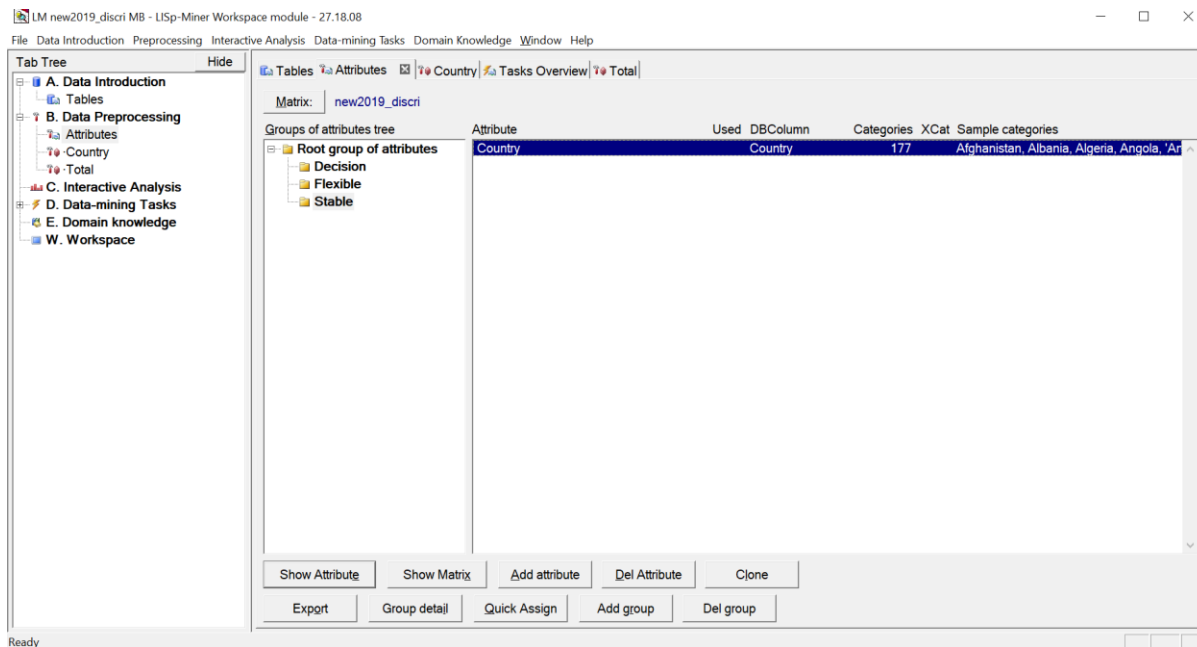 LM new2019_discri MB - LISp-Miner Workspace module - 27.18.08
File Data Introduction Preprocessing Interactive Analysis Data-mining Tasks Domain Knowledge Window Help
Tab Tree Hide
A. Data Introduction
Tables
B. Data Preprocessing
Attributes
·Country
·Total
C. Interactive Analysis
D. Data-mining Tasks
E. Domain knowledge
W. Workspace
Tables Attributes Country Tasks Overview Total
Matrix: new2019_discri
Groups of attributes tree
Root group of attributes
Decision
Flexible
Stable
Attribute Used DBColumn Categories XCat Sample categories
Country Country 177 Afghanistan, Albania, Algeria, Angola, 'An
Show Attribute Show Matrix Add attribute Del Attribute Clone
Export Group detail Quick Assign Add group Del group
Ready